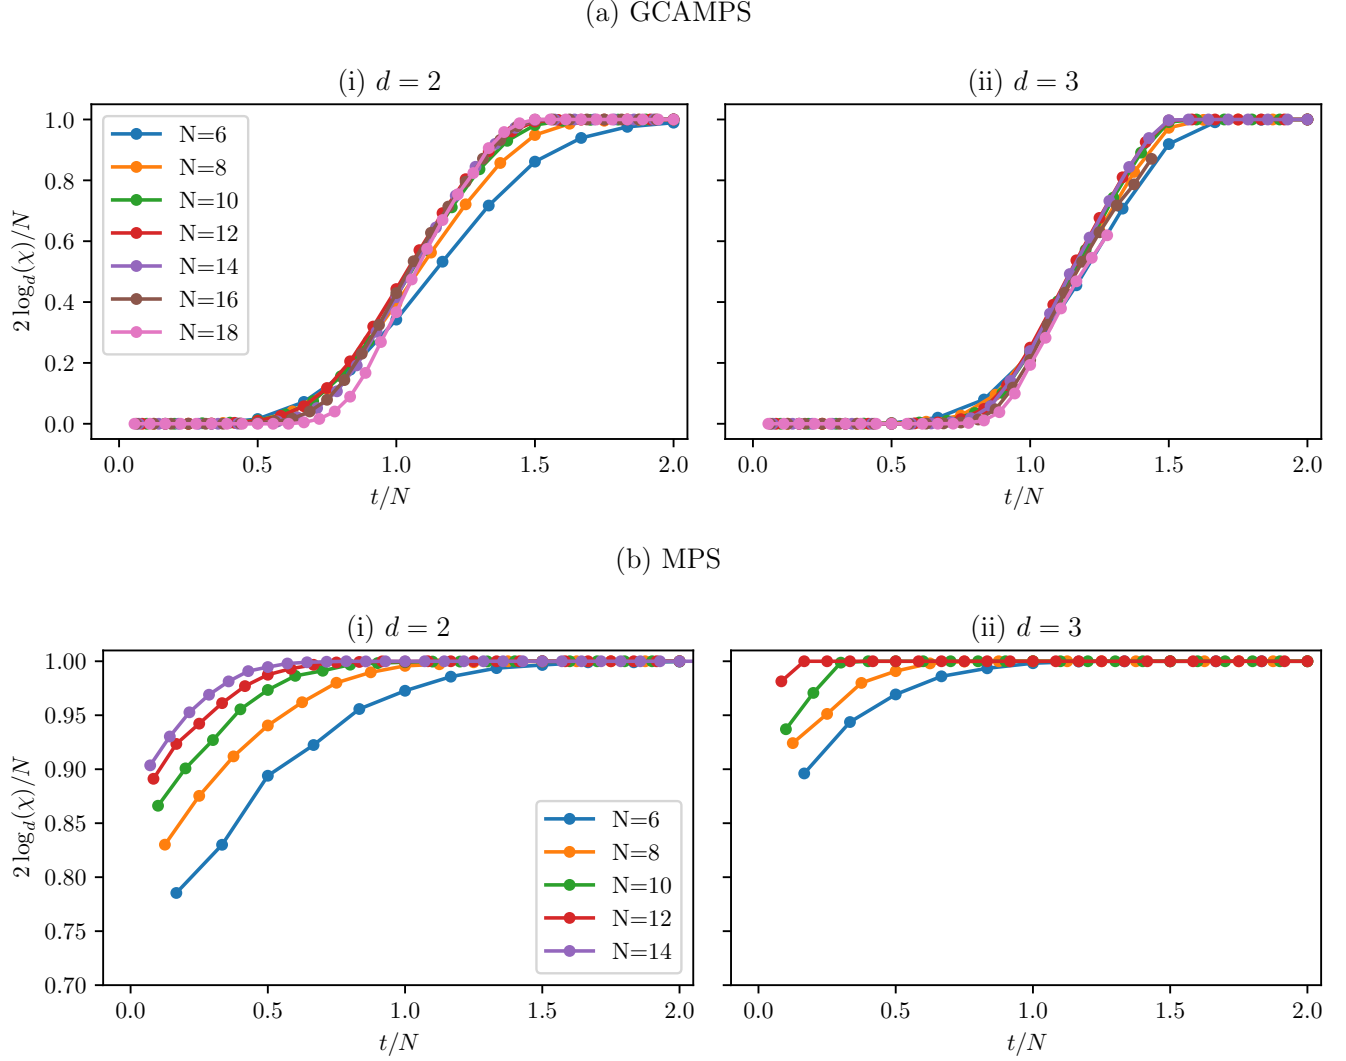 (a) GCAMPS
(i) d = 2
(ii) d = 3
1.0
0.8
0.6
0.4
0.2
0.0
2 log_d(χ)/N
N=6
N=8
N=10
N=12
N=14
N=16
N=18
0.0 0.5 1.0 1.5 2.0
t/N
0.0 0.5 1.0 1.5 2.0
t/N
(b) MPS
(i) d = 2
(ii) d = 3
1.00
0.95
0.90
0.85
0.80
0.75
0.70
2 log_d(χ)/N
N=6
N=8
N=10
N=12
N=14
0.0 0.5 1.0 1.5 2.0
t/N
0.0 0.5 1.0 1.5 2.0
t/N